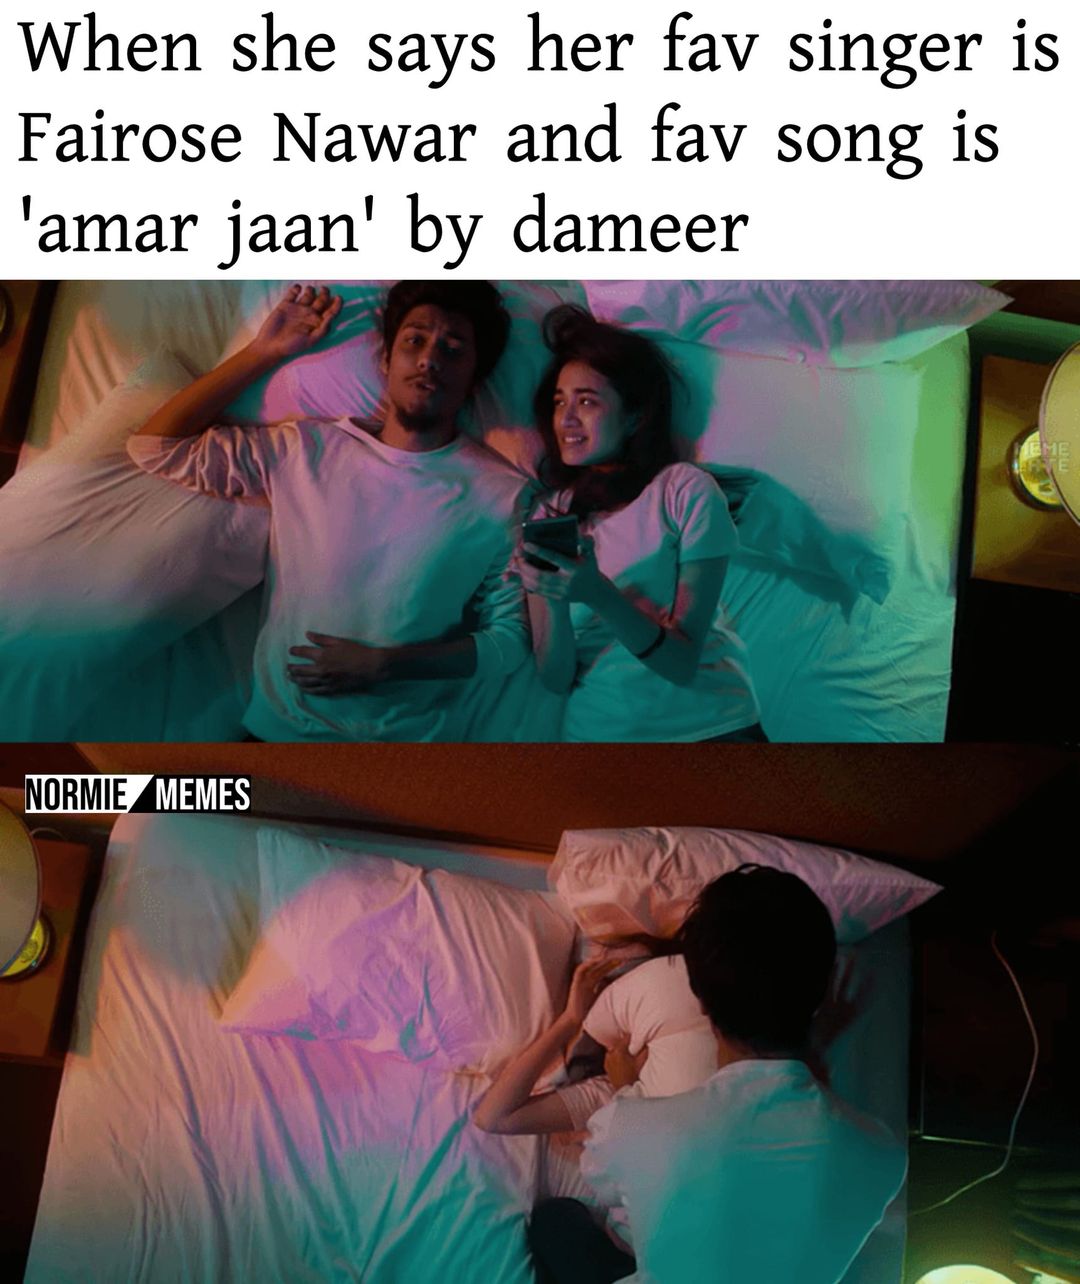 When she says her fav singer is
Fairose Nawar and fav song is
'amar jaan' by dameer
MEME
NORMIE MEMES